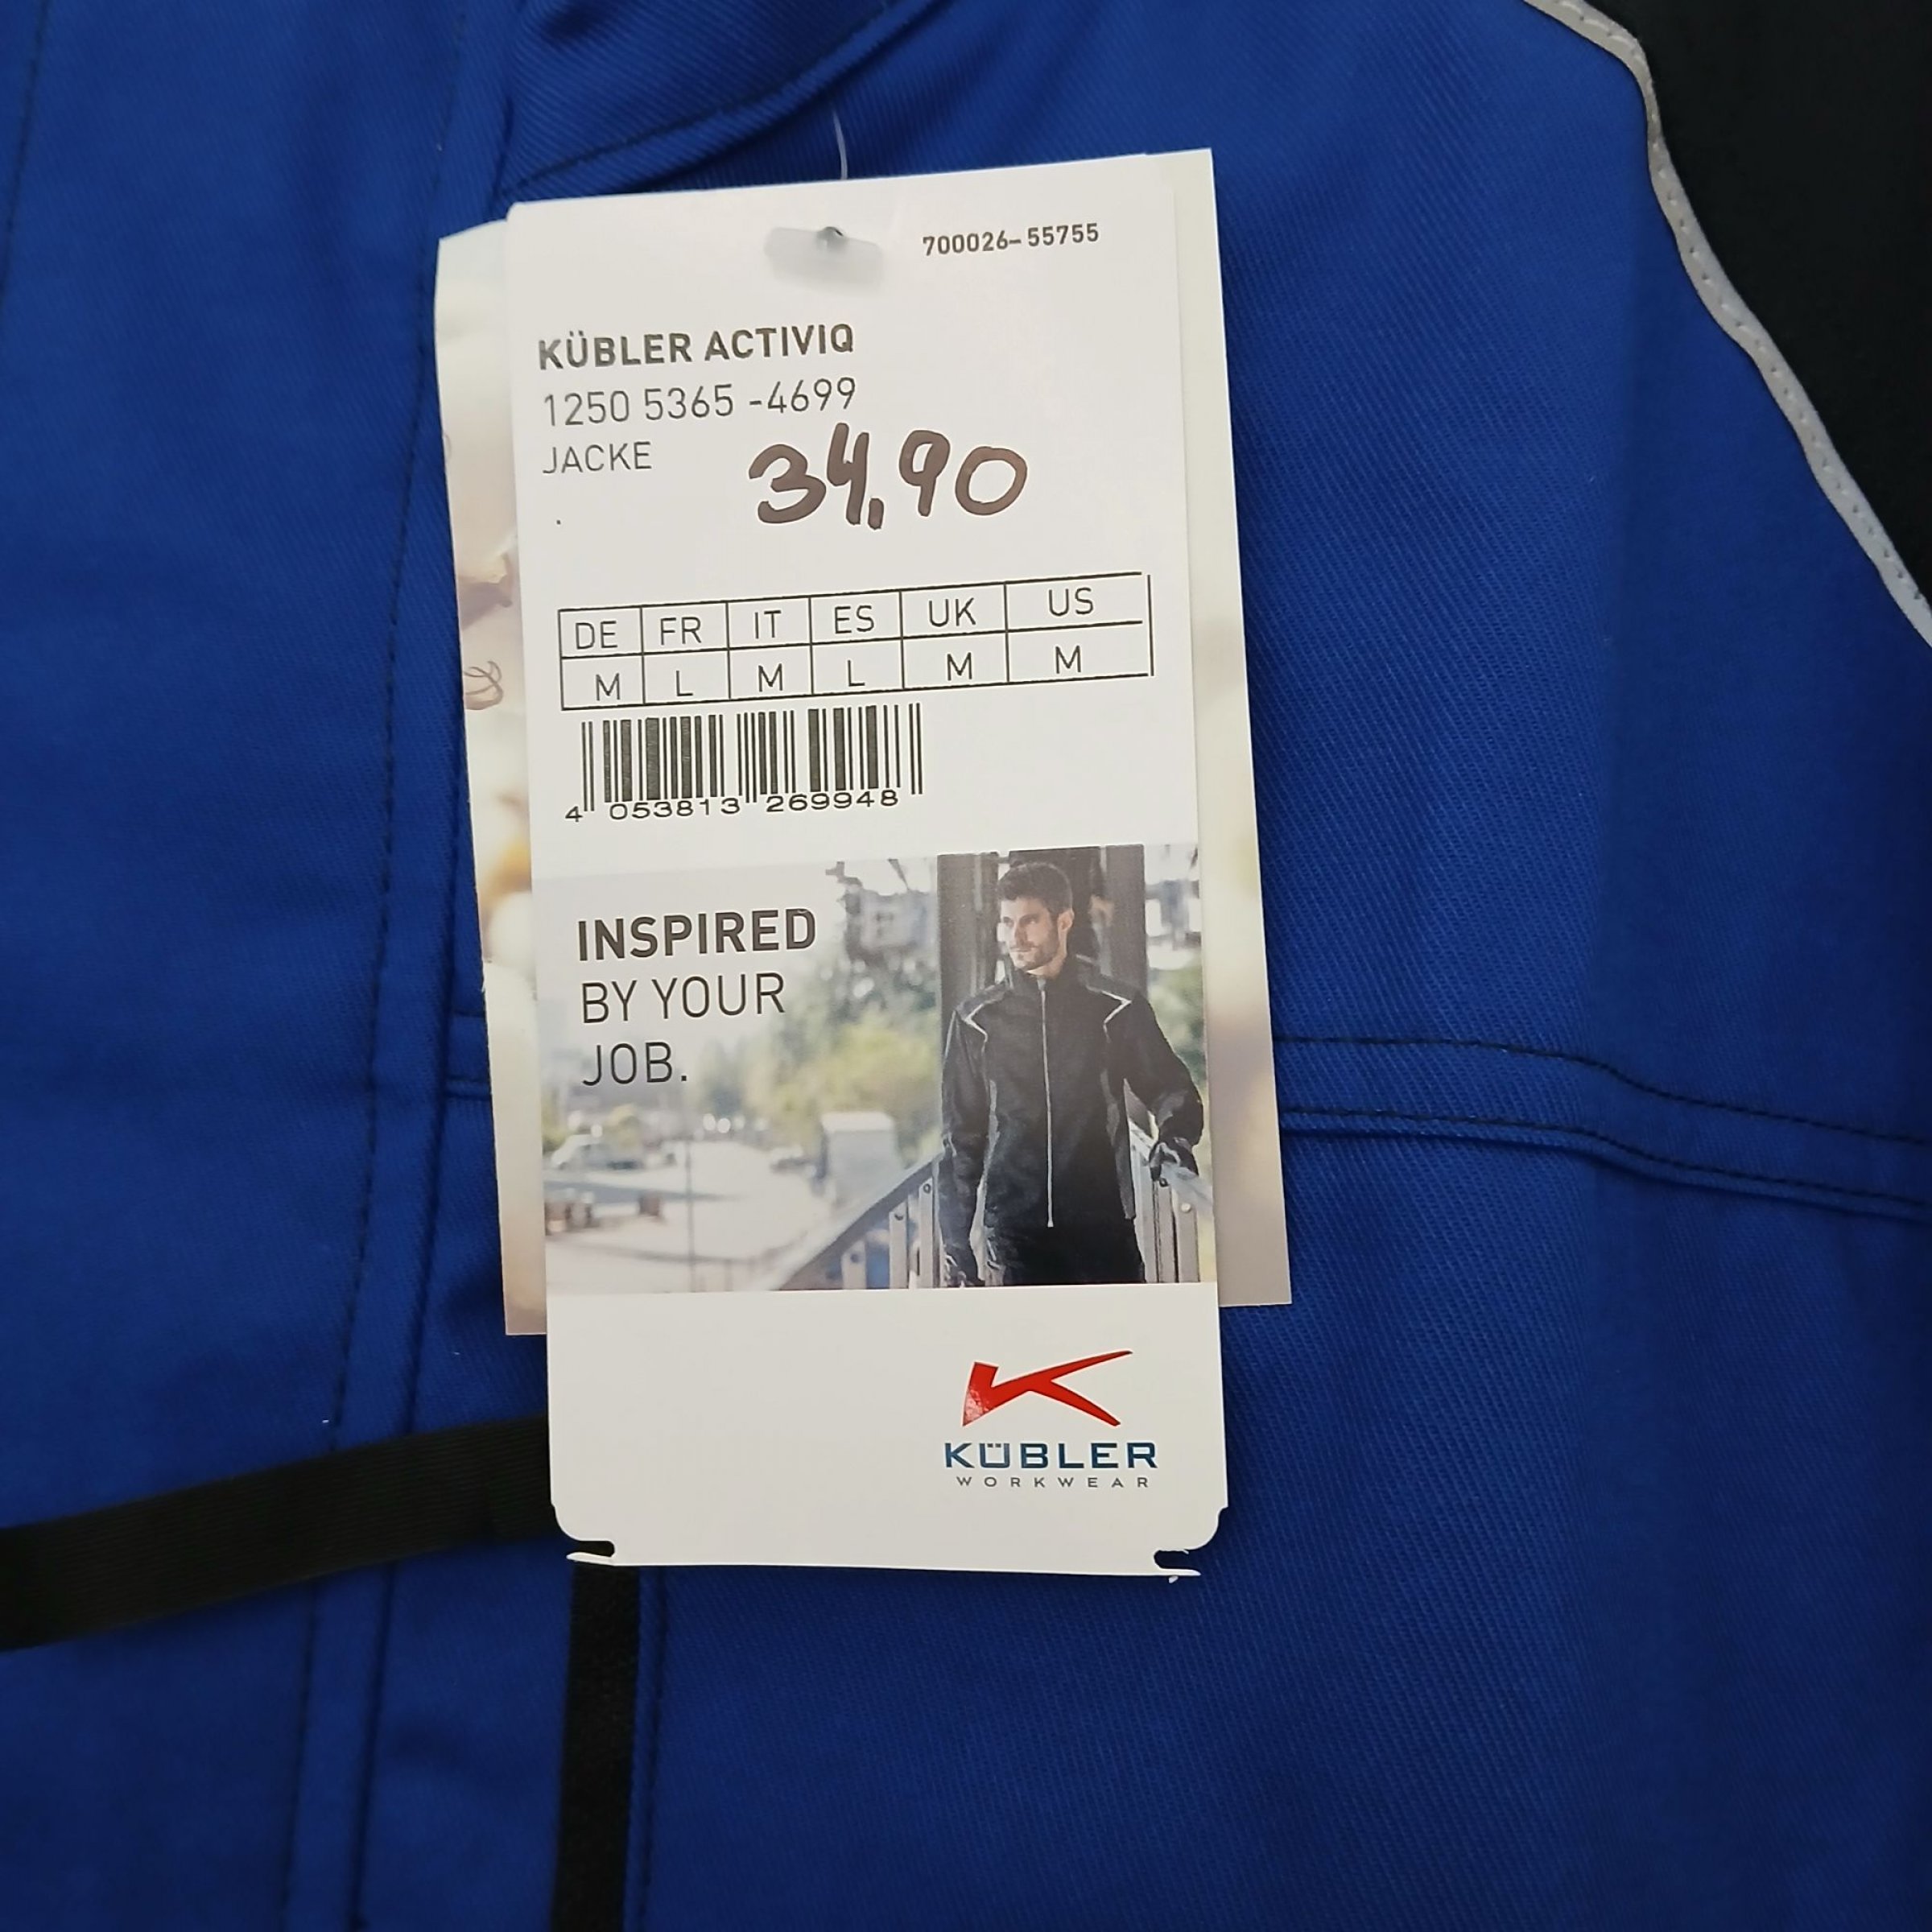 700026-55755
KÜBLER ACTIVIQ
1250 5365 -4699
JACKE
34,90
DE FR IT ES UK US
M L M L M M
4 053813 269948
INSPIRED
BY YOUR
JOB.
KÜBLER
WORKWEAR